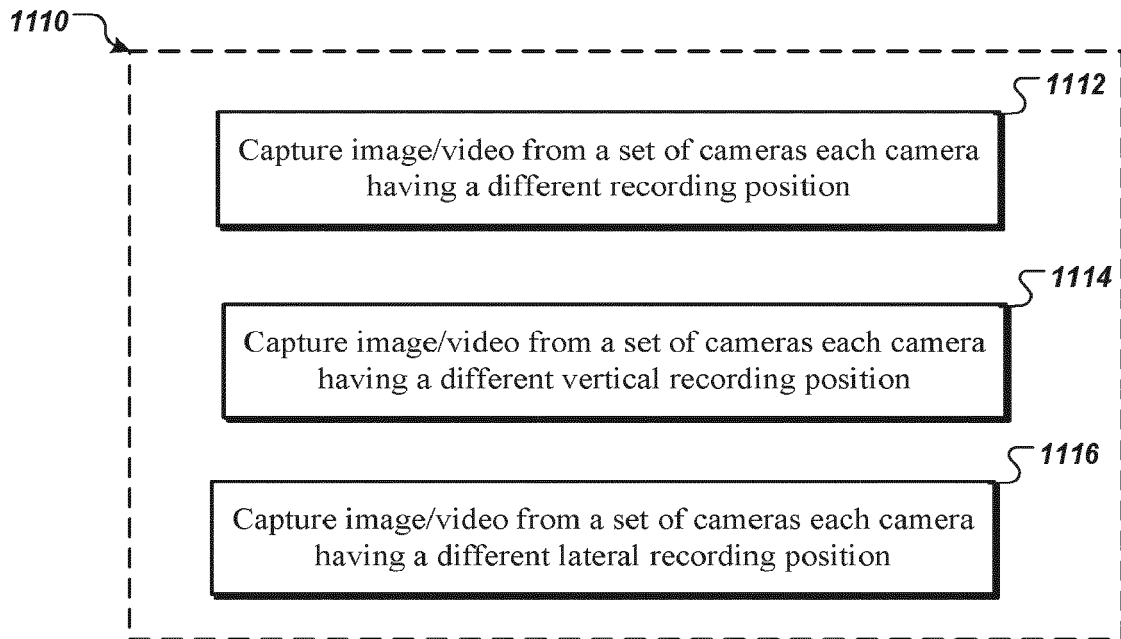 1110
1112
Capture image/video from a set of cameras each camera
having a different recording position
1114
Capture image/video from a set of cameras each camera
having a different vertical recording position
1116
Capture image/video from a set of cameras each camera
having a different lateral recording position